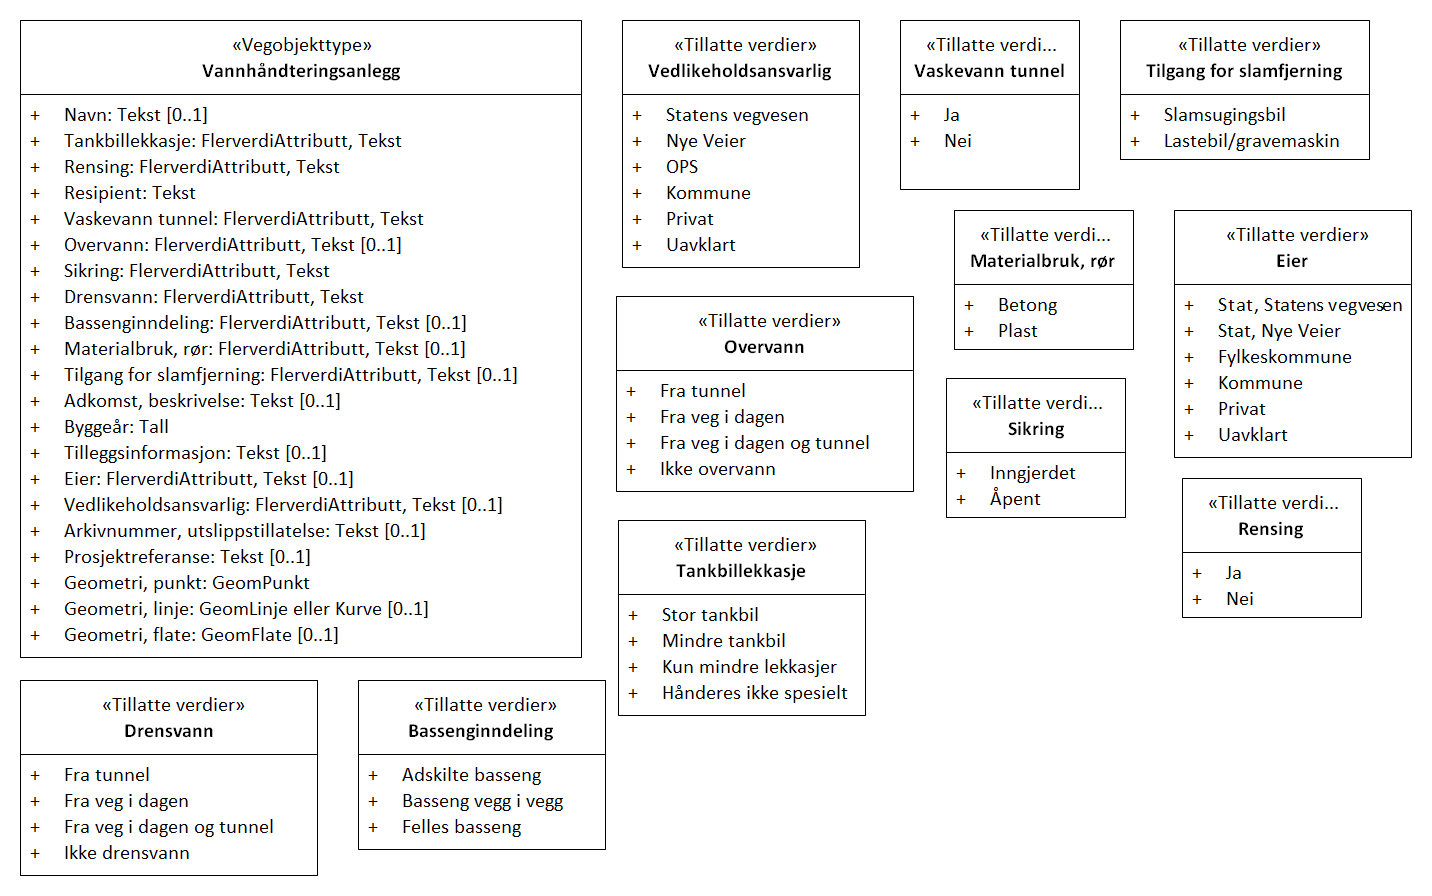 «Vegobjekttype»
Vannhåndteringsanlegg
+ Navn: Tekst [0..1]
+ Tankbillekkasje: FlerverdiAttributt, Tekst
+ Rensing: FlerverdiAttributt, Tekst
+ Resipient: Tekst
+ Vaskevann tunnel: FlerverdiAttributt, Tekst
+ Overvann: FlerverdiAttributt, Tekst [0..1]
+ Sikring: FlerverdiAttributt, Tekst
+ Drensvann: FlerverdiAttributt, Tekst
+ Bassenginndeling: FlerverdiAttributt, Tekst [0..1]
+ Materialbruk, rør: FlerverdiAttributt, Tekst [0..1]
+ Tilgang for slamfjerning: FlerverdiAttributt, Tekst [0..1]
+ Adkomst, beskrivelse: Tekst [0..1]
+ Byggeår: Tall
+ Tilleggsinformasjon: Tekst [0..1]
+ Eier: FlerverdiAttributt, Tekst [0..1]
+ Vedlikeholdsansvarlig: FlerverdiAttributt, Tekst [0..1]
+ Arkivnummer, utslippstillatelse: Tekst [0..1]
+ Prosjektreferanse: Tekst [0..1]
+ Geometri, punkt: GeomPunkt
+ Geometri, linje: GeomLinje eller Kurve [0..1]
+ Geometri, flate: GeomFlate [0..1]
«Tillatte verdier»
Vedlikeholdsansvarlig
+ Statens vegvesen
+ Nye Veier
+ OPS
+ Kommune
+ Privat
+ Uavklart
«Tillatte verdi...
Vaskevann tunnel
+ Ja
+ Nei
«Tillatte verdier»
Tilgang for slamfjerning
+ Slamsugingsbil
+ Lastebil/gravemaskin
«Tillatte verdi...
Materialbruk, rør
+ Betong
+ Plast
«Tillatte verdier»
Eier
+ Stat, Statens vegvesen
+ Stat, Nye Veier
+ Fylkeskommune
+ Kommune
+ Privat
+ Uavklart
«Tillatte verdier»
Overvann
+ Fra tunnel
+ Fra veg i dagen
+ Fra veg i dagen og tunnel
+ Ikke overvann
«Tillatte verdi...
Sikring
+ Inngjerdet
+ Åpent
«Tillatte verdi...
Rensing
+ Ja
+ Nei
«Tillatte verdier»
Tankbillekkasje
+ Stor tankbil
+ Mindre tankbil
+ Kun mindre lekkasjer
+ Hånderes ikke spesielt
«Tillatte verdier»
Drensvann
+ Fra tunnel
+ Fra veg i dagen
+ Fra veg i dagen og tunnel
+ Ikke drensvann
«Tillatte verdier»
Bassenginndeling
+ Adskilte basseng
+ Basseng vegg i vegg
+ Felles basseng